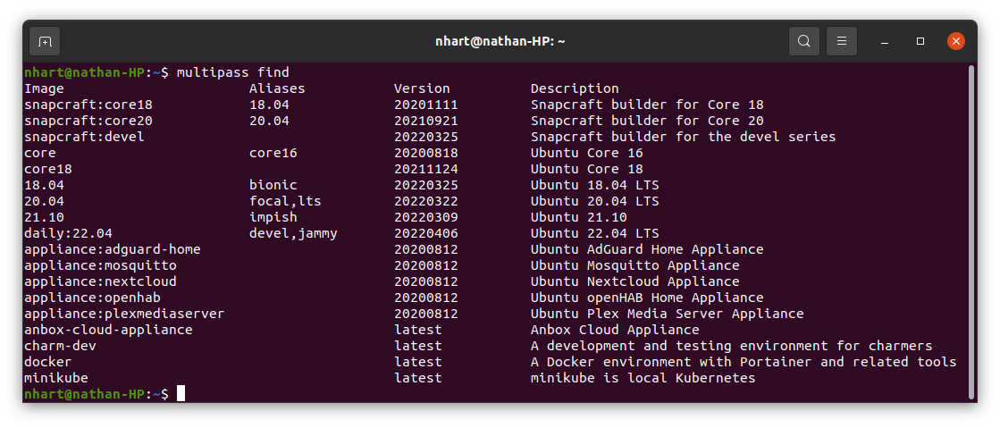 nhart@nathan-HP: ~
nhart@nathan-HP:~$ multipass find
Image Aliases Version Description
snapcraft:core18 18.04 20201111 Snapcraft builder for Core 18
snapcraft:core20 20.04 20210921 Snapcraft builder for Core 20
snapcraft:devel 20220325 Snapcraft builder for the devel series
core core16 20200818 Ubuntu Core 16
core18 20211124 Ubuntu Core 18
18.04 bionic 20220325 Ubuntu 18.04 LTS
20.04 focal,lts 20220322 Ubuntu 20.04 LTS
21.10 impish 20220309 Ubuntu 21.10
daily:22.04 devel,jammy 20220406 Ubuntu 22.04 LTS
appliance:adguard-home 20200812 Ubuntu AdGuard Home Appliance
appliance:mosquitto 20200812 Ubuntu Mosquitto Appliance
appliance:nextcloud 20200812 Ubuntu Nextcloud Appliance
appliance:openhab 20200812 Ubuntu openHAB Home Appliance
appliance:plexmediaserver 20200812 Ubuntu Plex Media Server Appliance
anbox-cloud-appliance latest Anbox Cloud Appliance
charm-dev latest A development and testing environment for charmers
docker latest A Docker environment with Portainer and related tools
minikube latest minikube is local Kubernetes
nhart@nathan-HP:~$